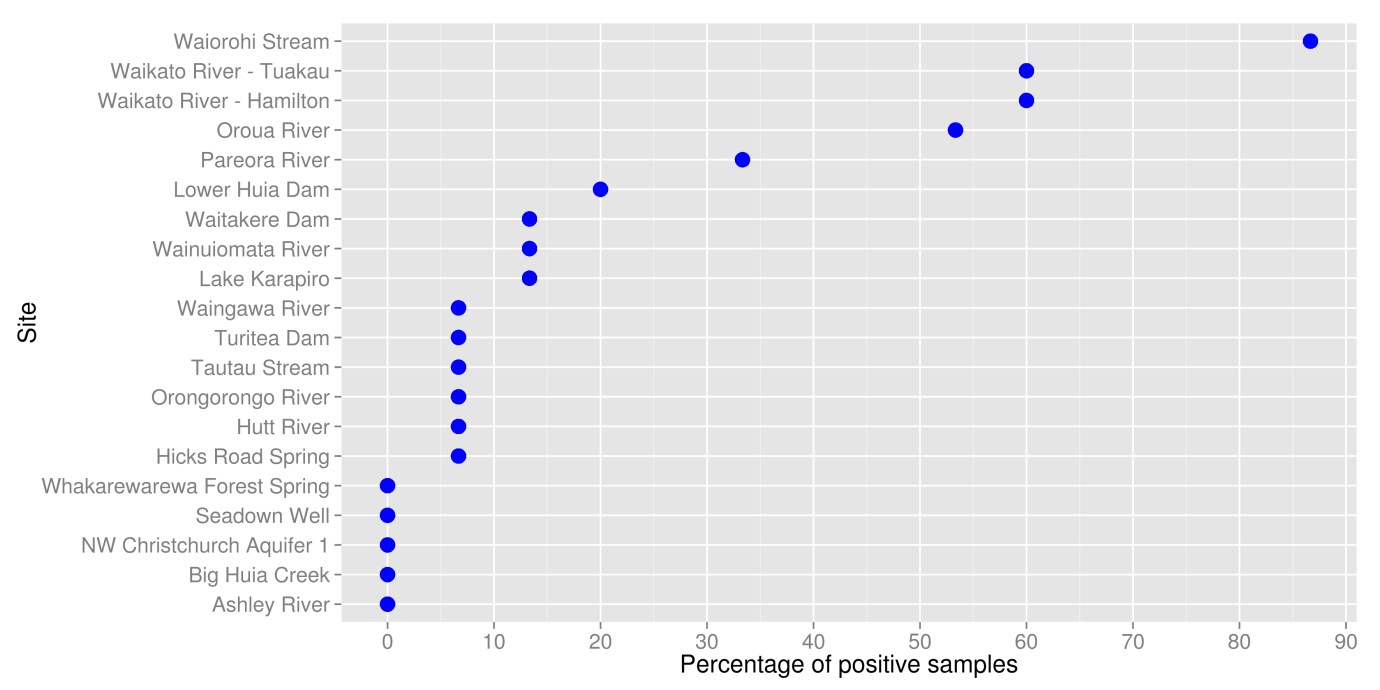 Waiorohi Stream
Waikato River - Tuakau
Waikato River - Hamilton
Oroua River
Pareora River
Lower Huia Dam
Waitakere Dam
Wainuiomata River
Lake Karapiro
Waingawa River
Turitea Dam
Tautau Stream
Orongorongo River
Hutt River
Hicks Road Spring
Whakarewarewa Forest Spring
Seadown Well
NW Christchurch Aquifer 1
Big Huia Creek
Ashley River
Site
0 10 20 30 40 50 60 70 80 90
Percentage of positive samples